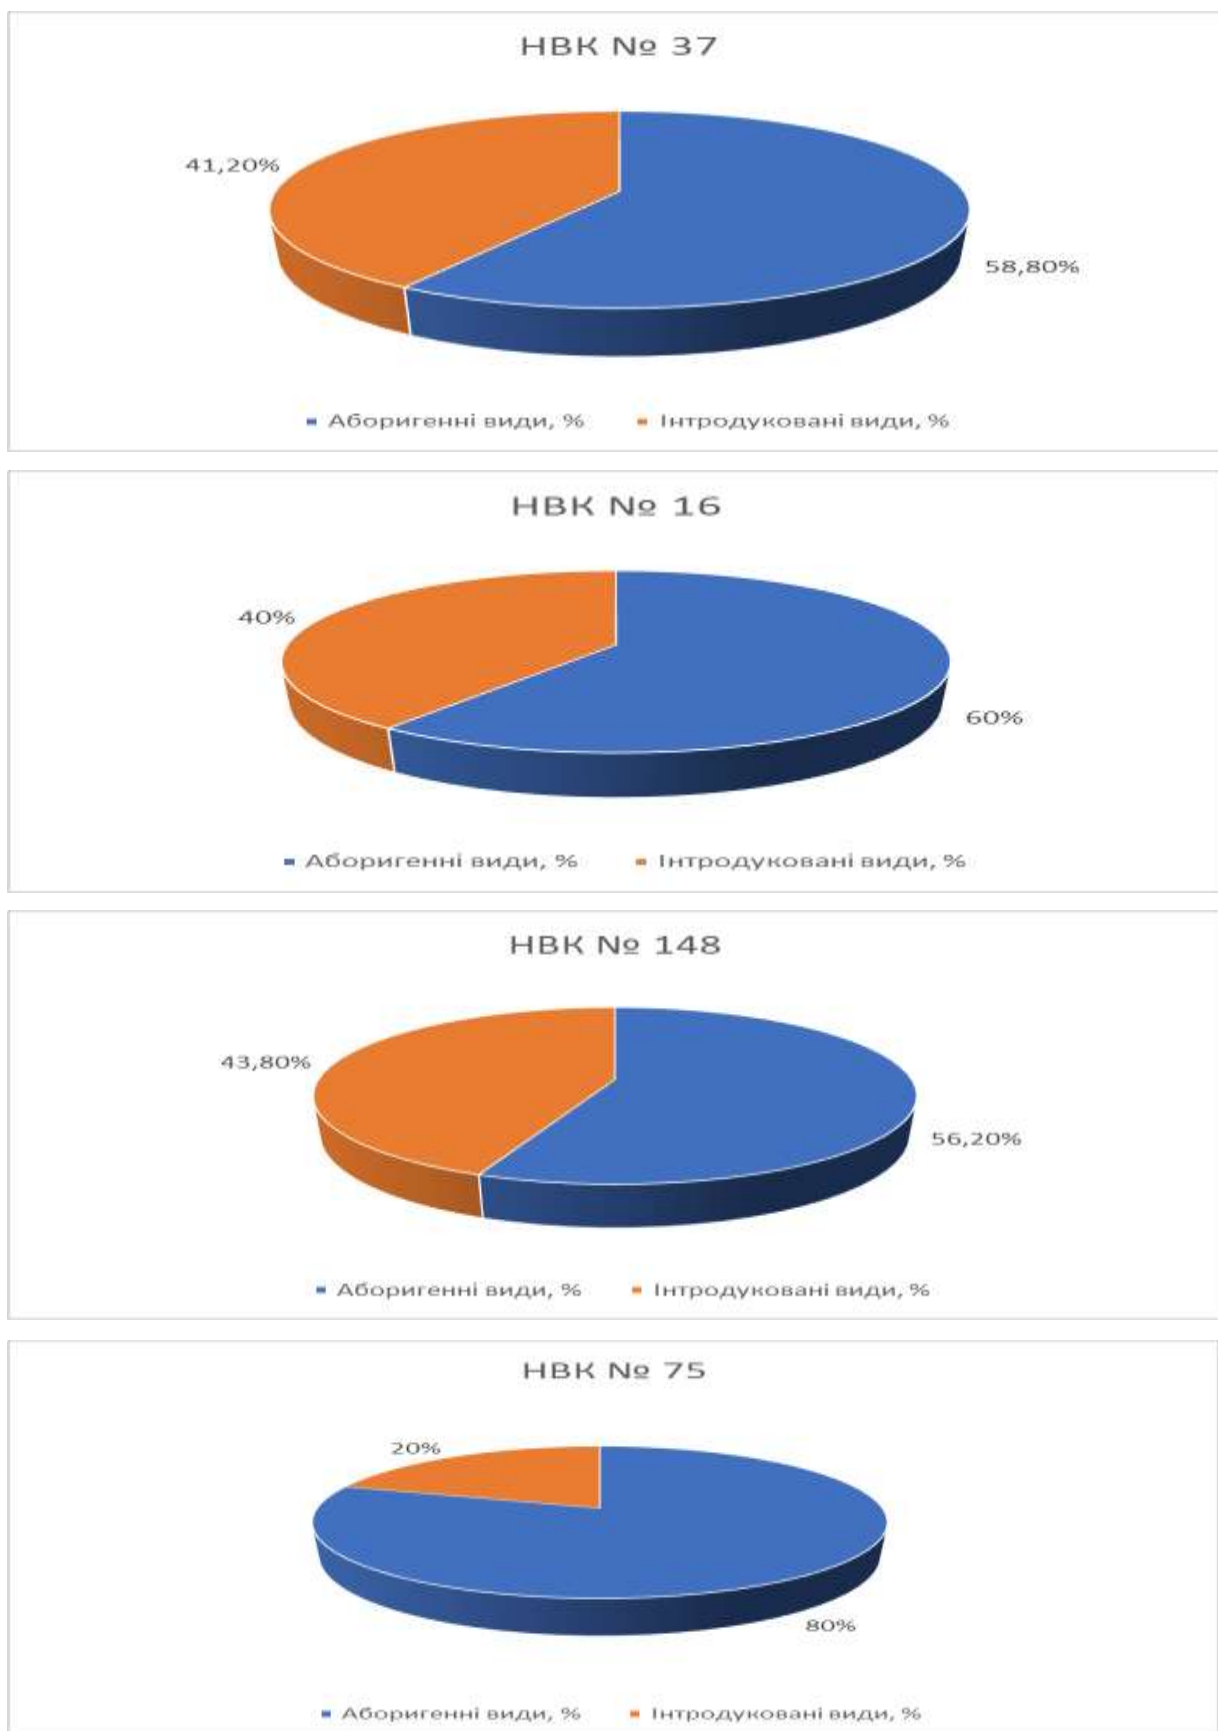 НВК № 37
41,20%
58,80%
Аборигенні види, % Інтродуковані види, %
НВК № 16
40%
60%
Аборигенні види, % Інтродуковані види, %
НВК № 148
43,80%
56,20%
Аборигенні види, % Інтродуковані види, %
НВК № 75
20%
80%
Аборигенні види, % Інтродуковані види, %